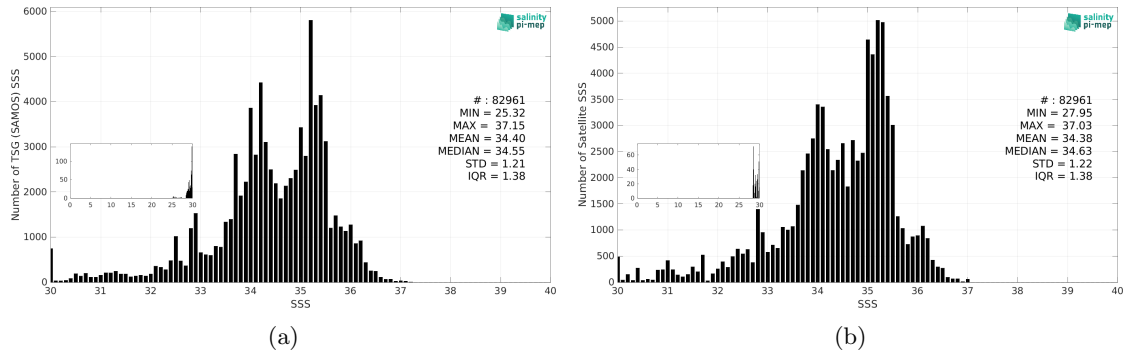 6000
5000
4000
3000
2000
1000
0
Number of TSG (SAMOS) SSS
salinity
pi-mep
# : 82961
MIN = 25.32
MAX = 37.15
MEAN = 34.40
MEDIAN = 34.55
STD = 1.21
IQR = 1.38
100
50
0
0 5 10 15 20 25 30
30 31 32 33 34 35 36 37 38 39 40
SSS
(a)
5000
4500
4000
3500
3000
2500
2000
1500
1000
500
0
Number of Satellite SSS
salinity
pi-mep
# : 82961
MIN = 27.95
MAX = 37.03
MEAN = 34.38
MEDIAN = 34.63
STD = 1.22
IQR = 1.38
60
40
20
0
0 5 10 15 20 25 30
30 31 32 33 34 35 36 37 38 39 40
SSS
(b)